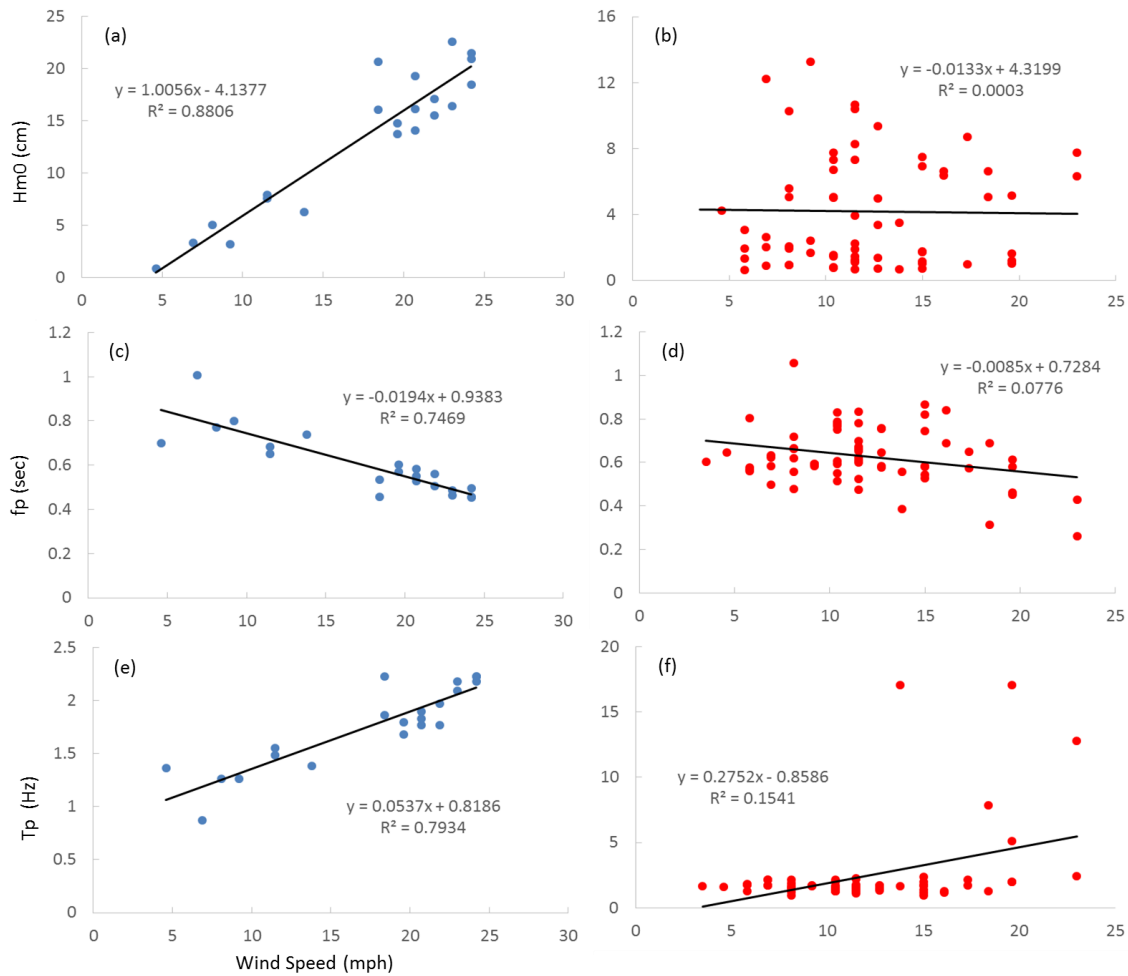 (a)
y = 1.0056x - 4.1377
R² = 0.8806
Hm0 (cm)
25
20
15
10
5
0
0 5 10 15 20 25 30
(b)
y = -0.0133x + 4.3199
R² = 0.0003
16
12
8
4
0
0 5 10 15 20 25
(c)
y = -0.0194x + 0.9383
R² = 0.7469
fp (sec)
1.2
1
0.8
0.6
0.4
0.2
0
0 5 10 15 20 25 30
(d)
y = -0.0085x + 0.7284
R² = 0.0776
1.2
1
0.8
0.6
0.4
0.2
0
0 5 10 15 20 25
(e)
y = 0.0537x + 0.8186
R² = 0.7934
Tp (Hz)
2.5
2
1.5
1
0.5
0
0 5 10 15 20 25 30
Wind Speed (mph)
(f)
y = 0.2752x - 0.8586
R² = 0.1541
20
15
10
5
0
0 5 10 15 20 25